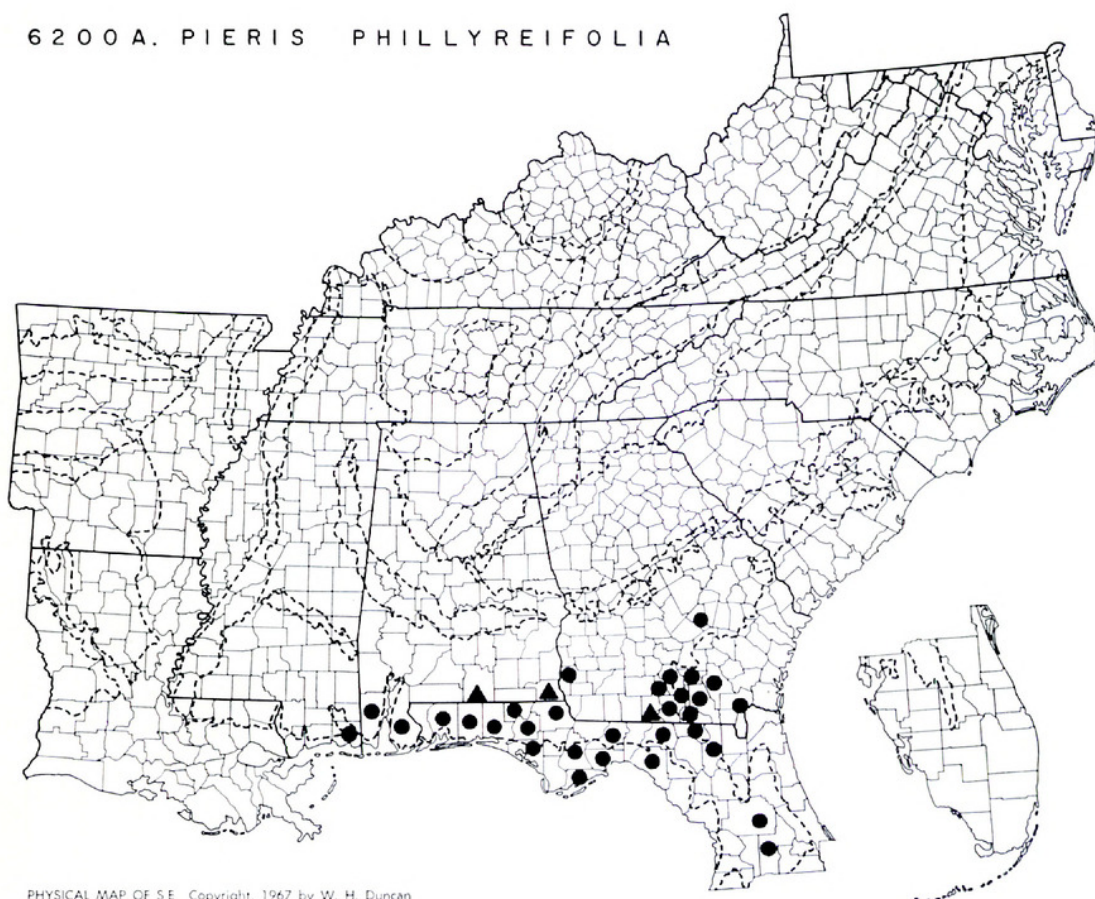 6200A. PIERIS PHILLYREIFOLIA
PHYSICAL MAP OF S.E. Copyright 1967 by W. H. Duncan